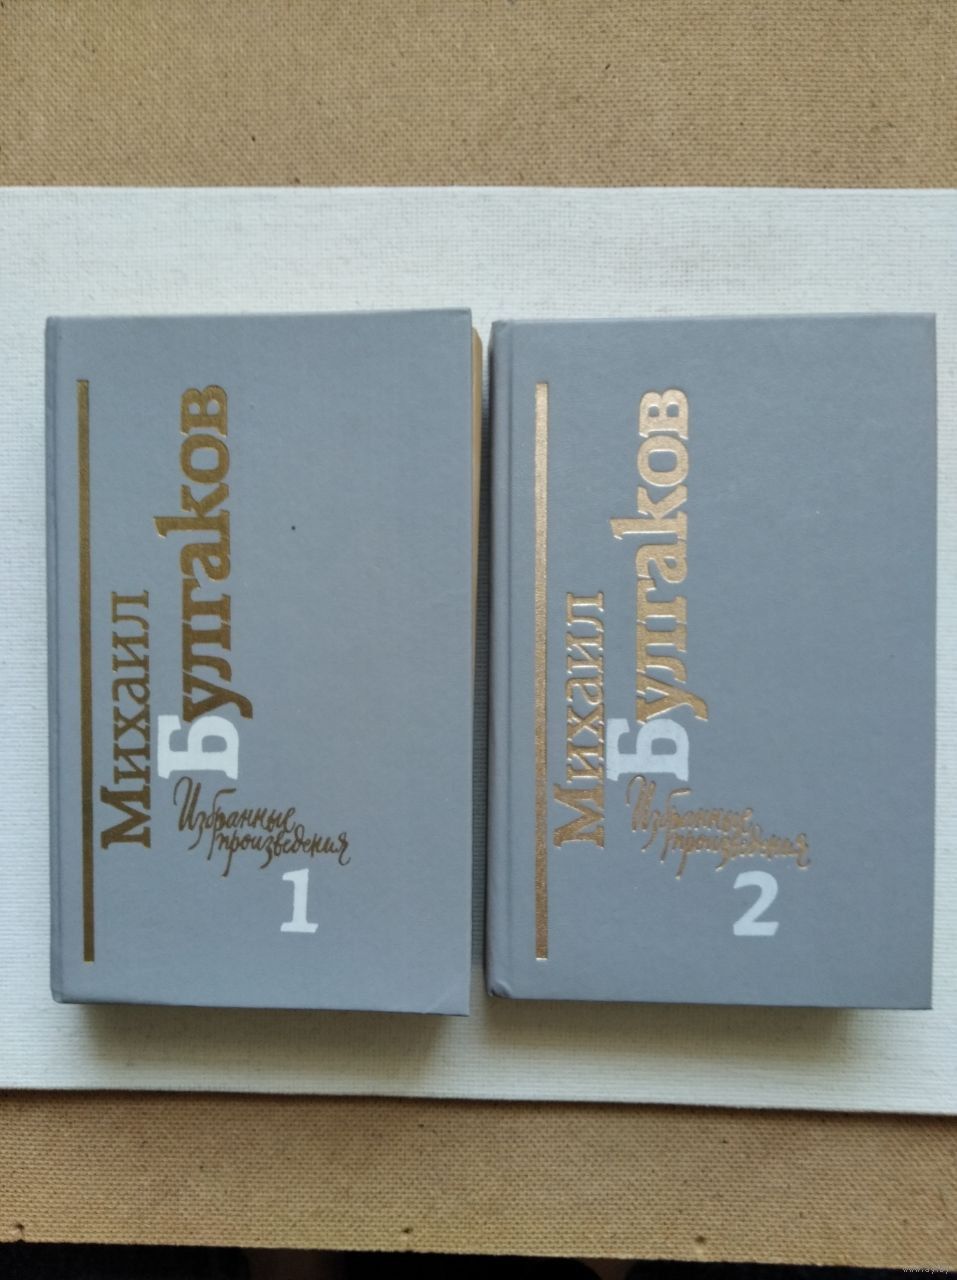 Михаил
Булгаков
Избранные
произведения
1
Михаил
Булгаков
Избранные
произведения
2